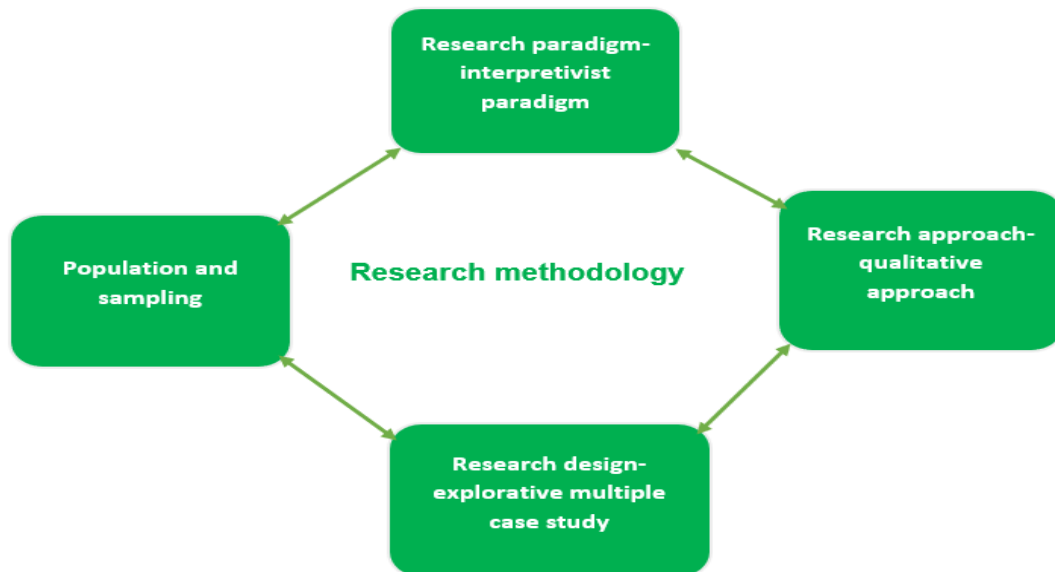 Research paradigm-
interpretivist
paradigm
Research approach-
qualitative
approach
Population and
sampling
Research methodology
Research design-
explorative multiple
case study